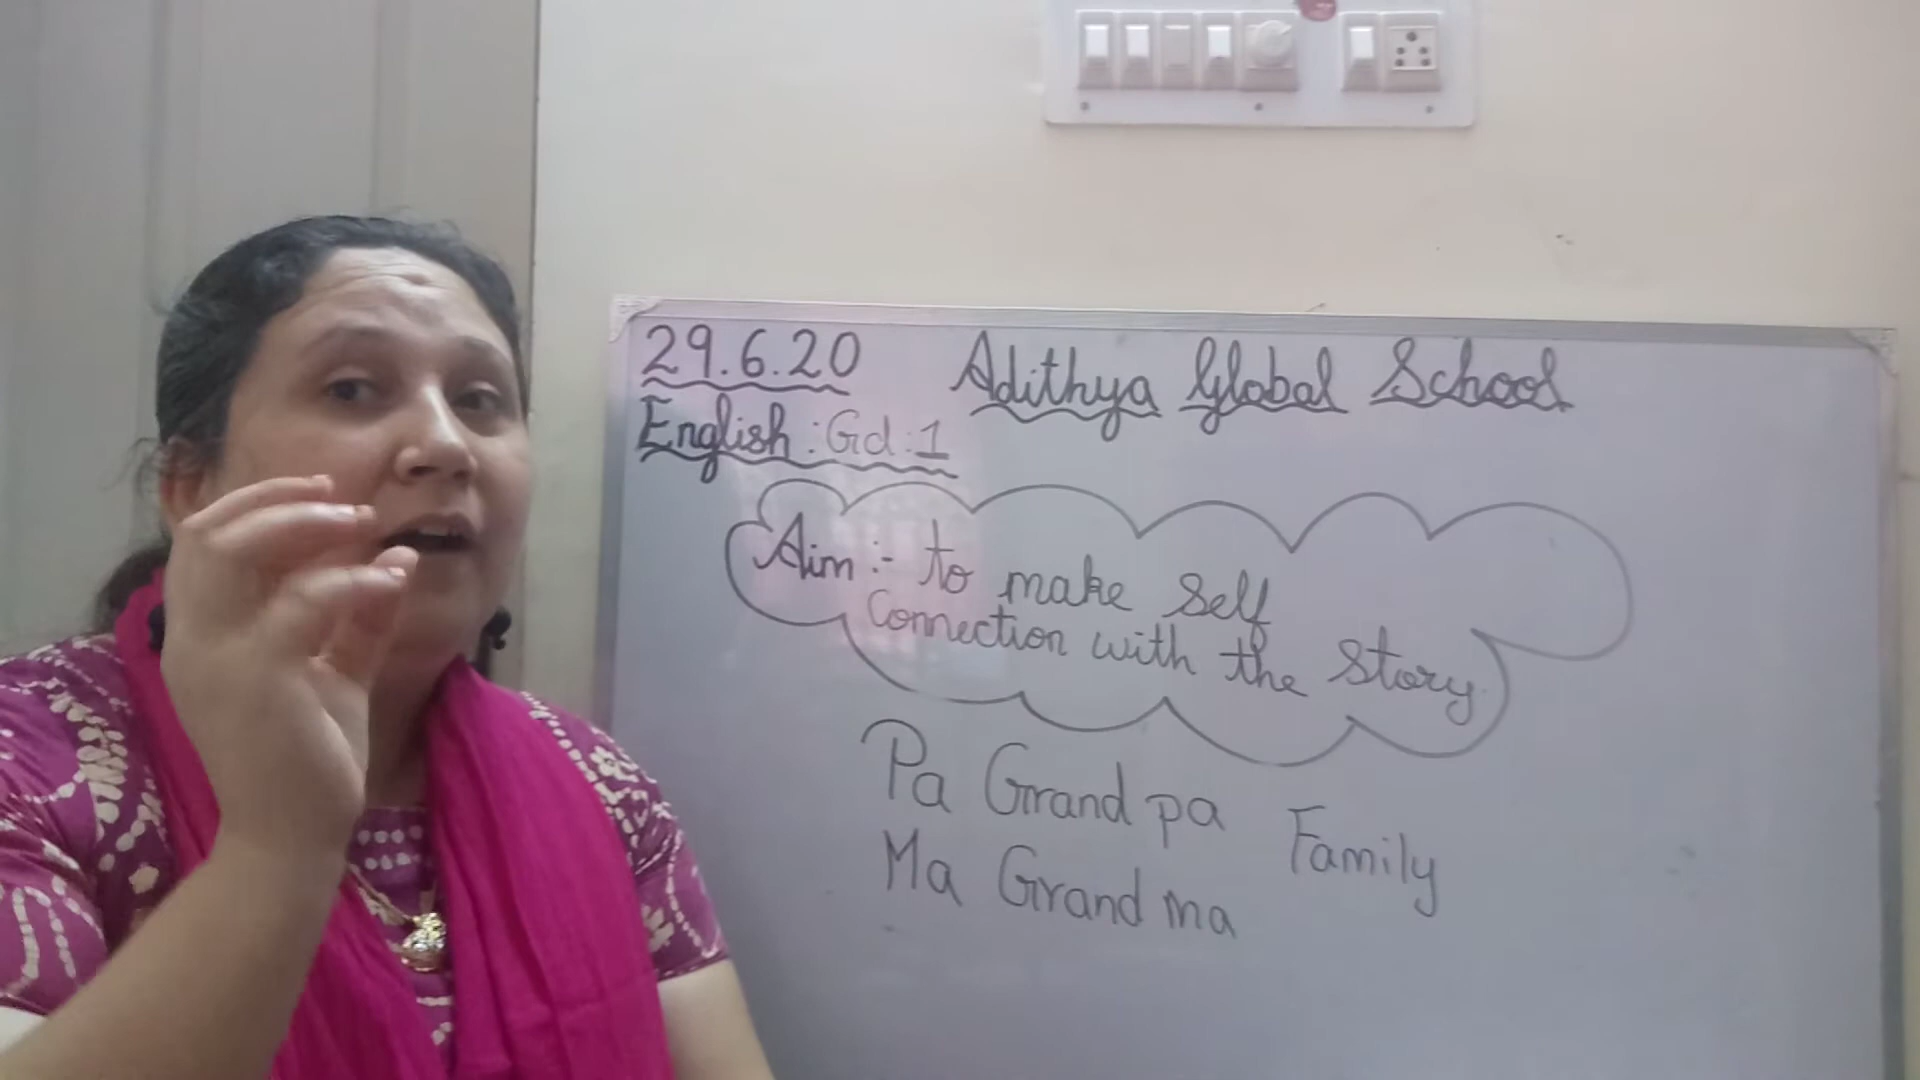 29.6.20 Adithya Global School
English : Gd : 1
Aim :- to make self
Connection with the story.
Pa Grand pa Family
Ma Grand ma